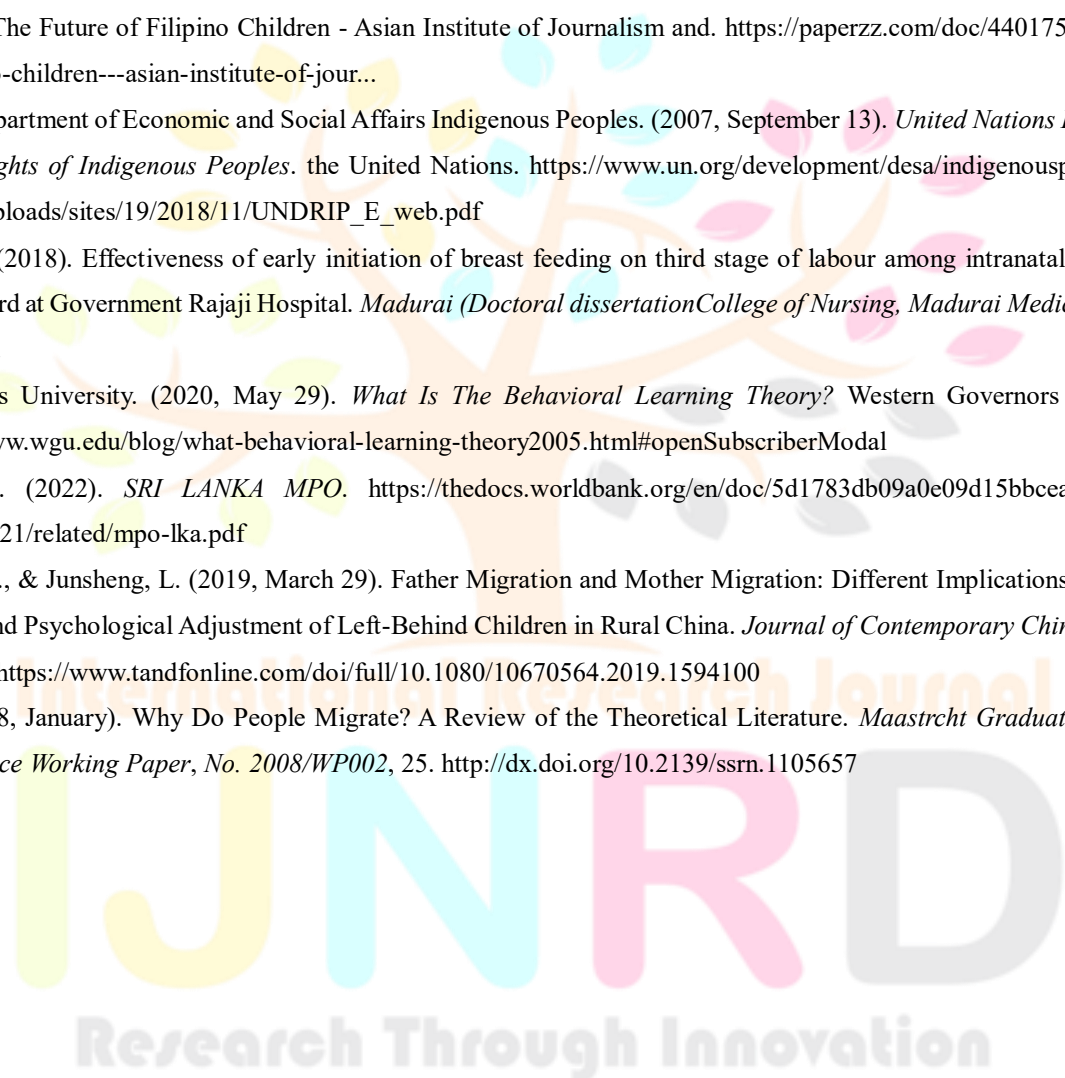 The Future of Filipino Children - Asian Institute of Journalism and. https://paperzz.com/doc/440175
-children---asian-institute-of-jour...
partment of Economic and Social Affairs Indigenous Peoples. (2007, September 13). United Nations
ghts of Indigenous Peoples. the United Nations. https://www.un.org/development/desa/indigenousp
ploads/sites/19/2018/11/UNDRIP_E_web.pdf
(2018). Effectiveness of early initiation of breast feeding on third stage of labour among intranatal
rd at Government Rajaji Hospital. Madurai (Doctoral dissertationCollege of Nursing, Madurai Medic
s University. (2020, May 29). What Is The Behavioral Learning Theory? Western Governors
ww.wgu.edu/blog/what-behavioral-learning-theory2005.html#openSubscriberModal
. (2022). SRI LANKA MPO. https://thedocs.worldbank.org/en/doc/5d1783db09a0e09d15bbcea
21/related/mpo-lka.pdf
., & Junsheng, L. (2019, March 29). Father Migration and Mother Migration: Different Implications
nd Psychological Adjustment of Left-Behind Children in Rural China. Journal of Contemporary Chin
https://www.tandfonline.com/doi/full/10.1080/10670564.2019.1594100
International Research Journal
8, January). Why Do People Migrate? A Review of the Theoretical Literature. Maastrcht Graduat
ce Working Paper, No. 2008/WP002, 25. http://dx.doi.org/10.2139/ssrn.1105657
IJNRD
Research Through Innovation